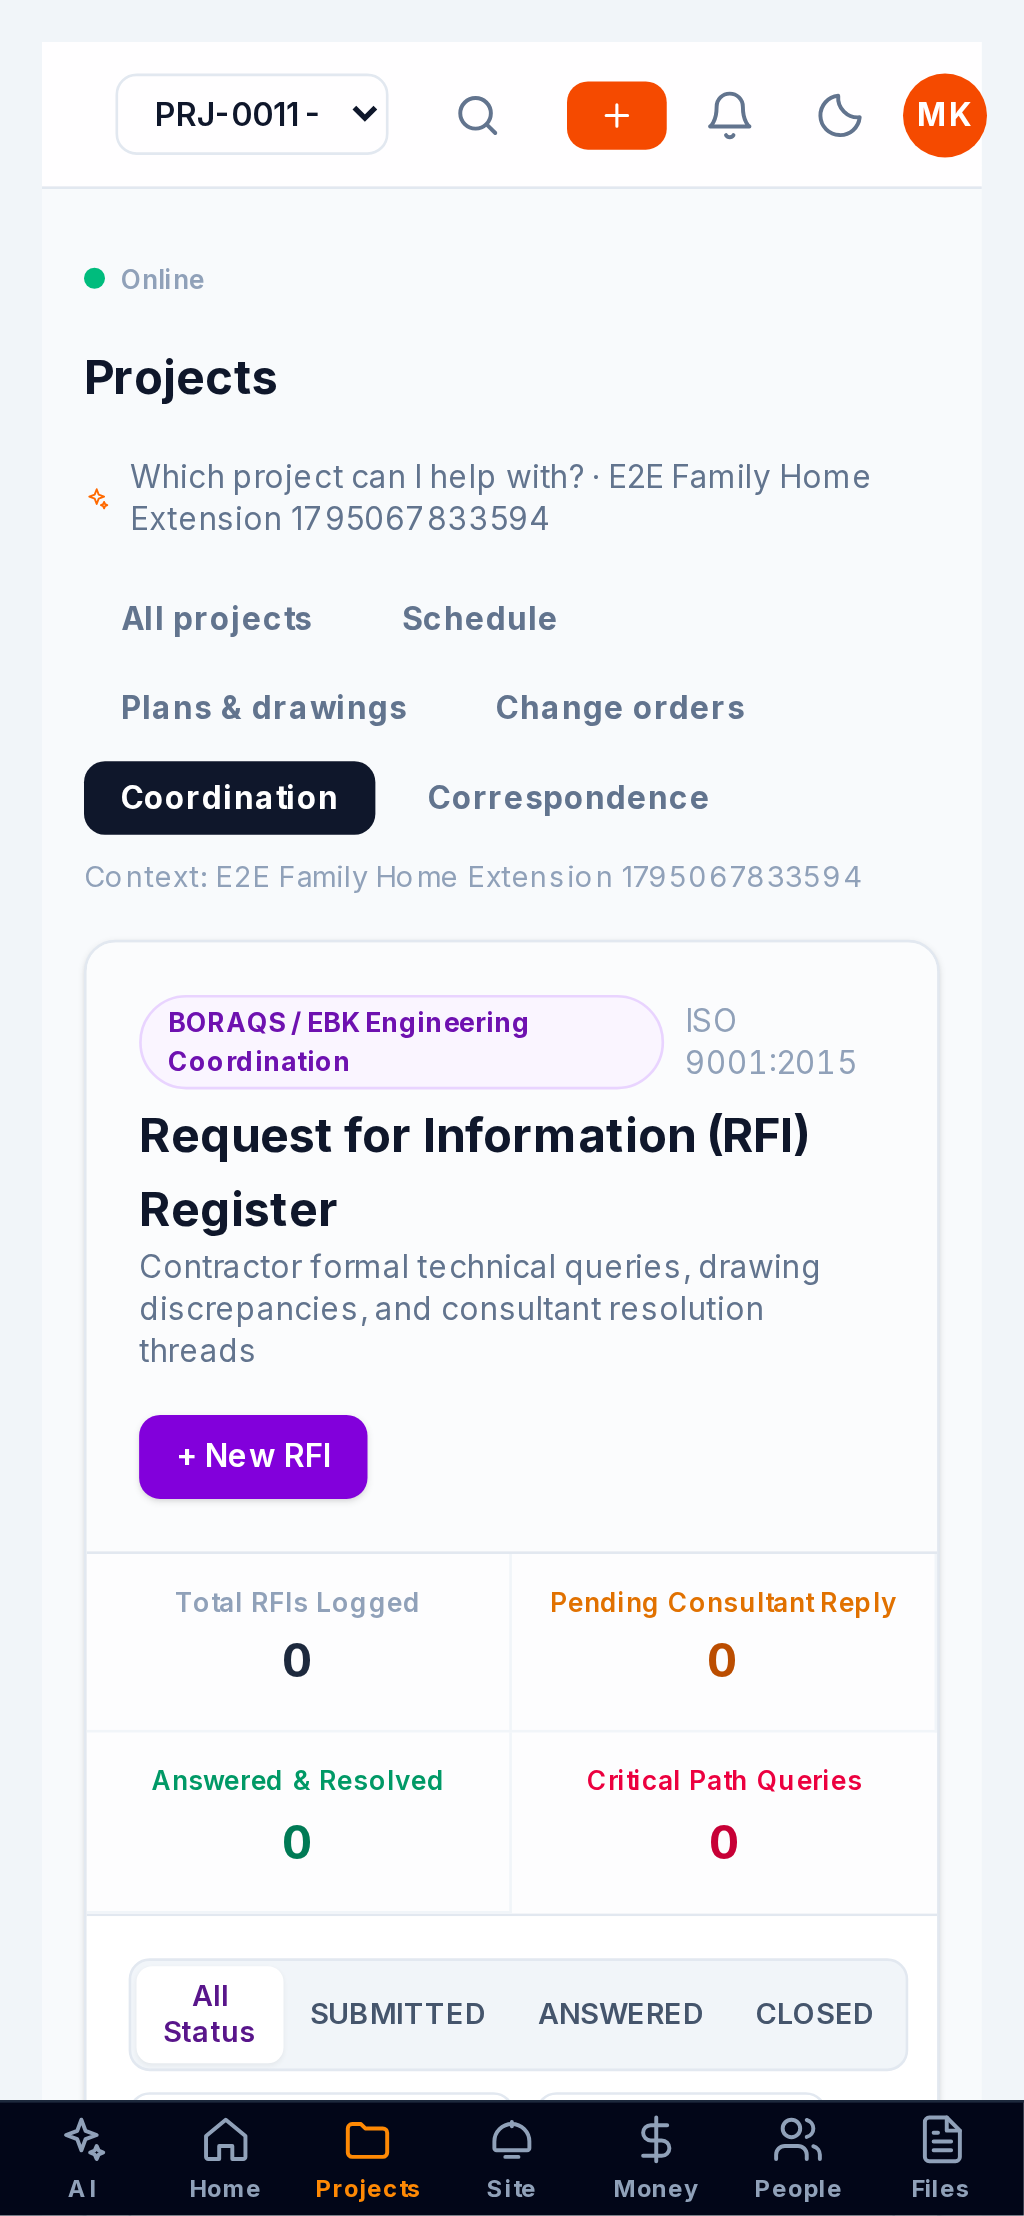 PRJ-0011 -
MK
Online
Projects
Which project can I help with? · E2E Family Home
Extension 1795067833594
All projects
Schedule
Plans & drawings
Change orders
Coordination
Correspondence
Context: E2E Family Home Extension 1795067833594
BORAQS / EBK Engineering
Coordination
ISO
9001:2015
Request for Information (RFI)
Register
Contractor formal technical queries, drawing
discrepancies, and consultant resolution
threads
+ New RFI
Total RFIs Logged
0
Pending Consultant Reply
0
Answered & Resolved
0
Critical Path Queries
0
All
Status
SUBMITTED
ANSWERED
CLOSED
AI
Home
Projects
Site
Money
People
Files